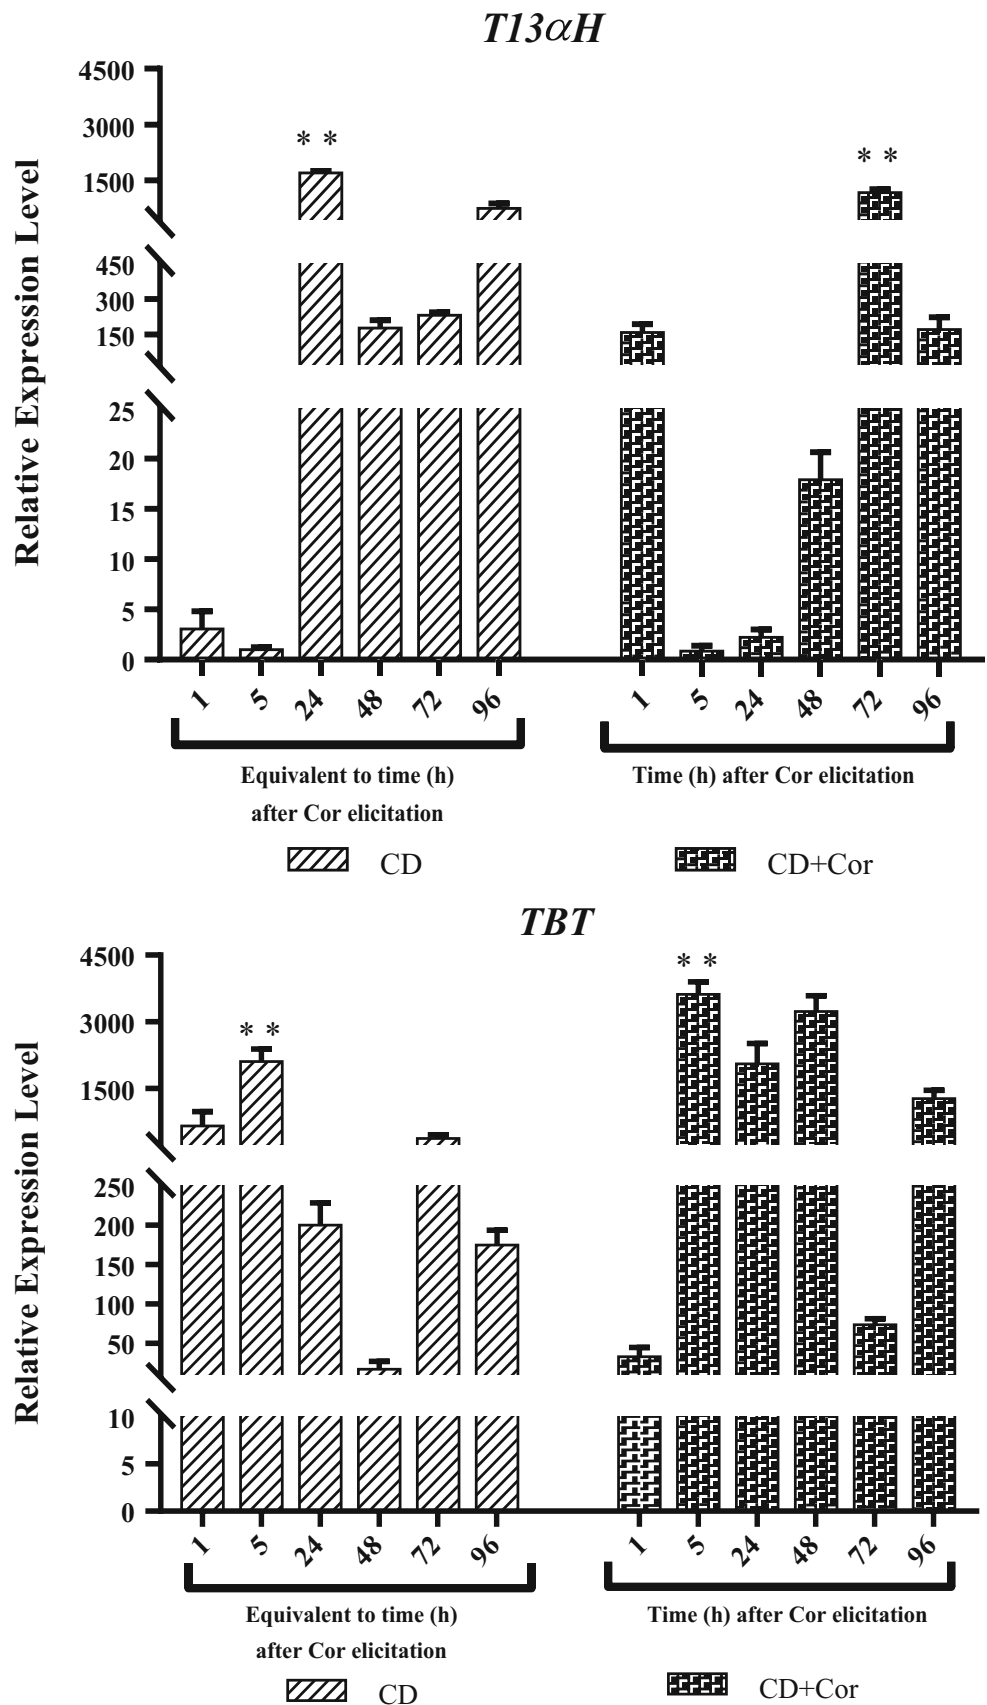 T13αH
Relative Expression Level
4500
3000
1500
450
300
150
25
20
15
10
5
0
* *
* *
1 5 24 48 72 96 1 5 24 48 72 96
Equivalent to time (h)
after Cor elicitation
Time (h) after Cor elicitation
CD CD+Cor
TBT
Relative Expression Level
4500
3000
1500
250
200
150
100
50
10
5
0
* *
* *
1 5 24 48 72 96 1 5 24 48 72 96
Equivalent to time (h)
after Cor elicitation
Time (h) after Cor elicitation
CD CD+Cor